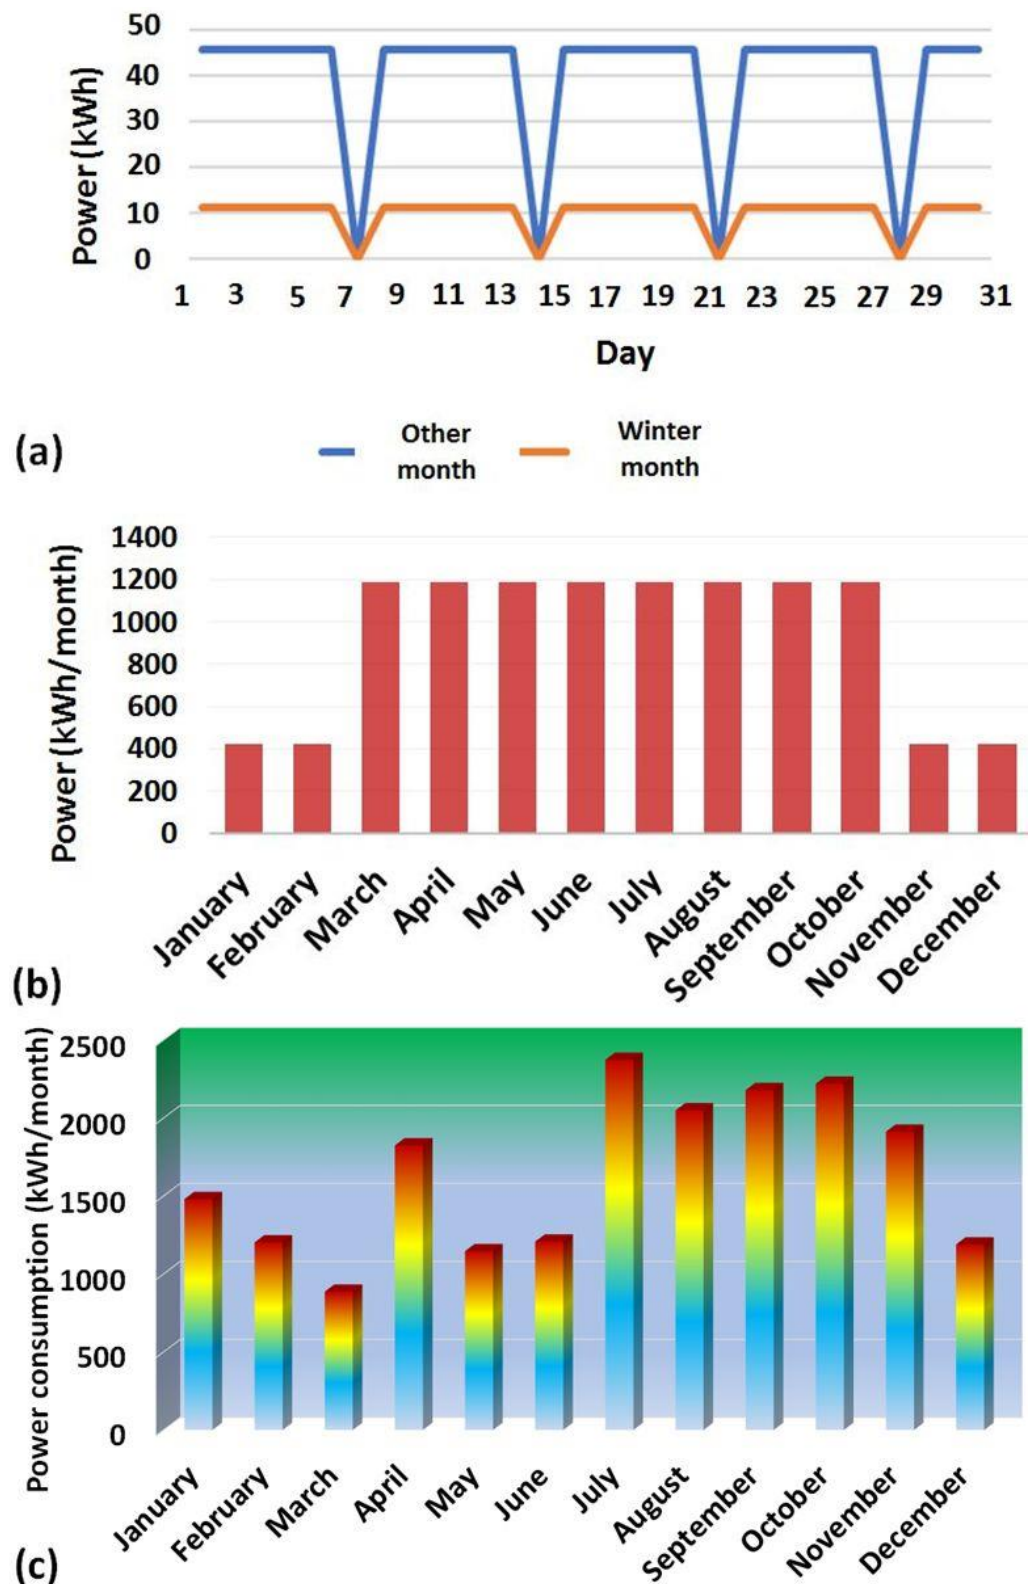 50
40
30
20
10
0
Power (kWh)
1 3 5 7 9 11 13 15 17 19 21 23 25 27 29 31
Day
(a)
Other
month
Winter
month
1400
1200
1000
800
600
400
200
0
Power (kWh/month)
January February March April May June July August September October November December
(b)
2500
2000
1500
1000
500
0
Power consumption (kWh/month)
January February March April May June July August September October November December
(c)